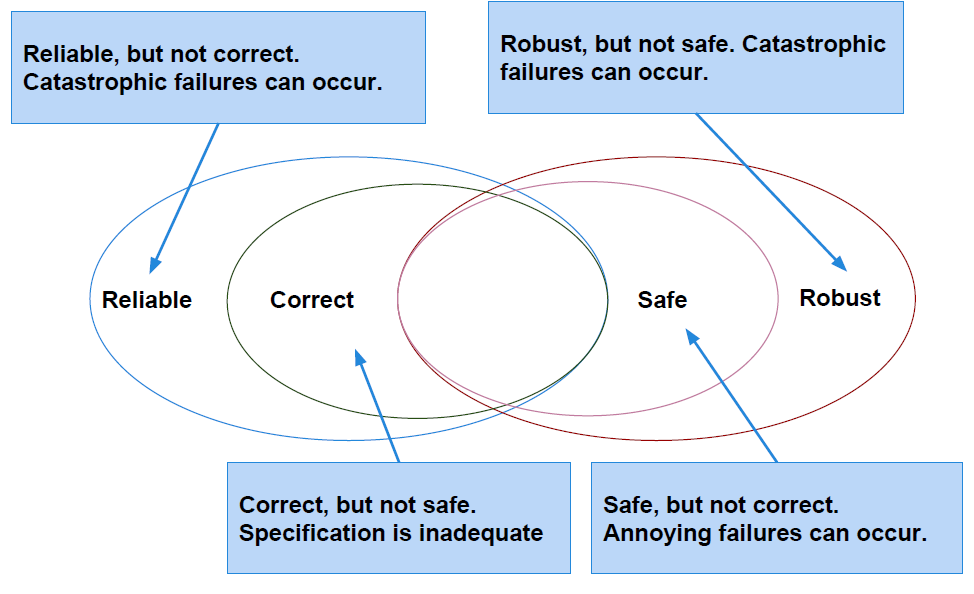 Reliable, but not correct.
Catastrophic failures can occur.
Robust, but not safe. Catastrophic
failures can occur.
Reliable
Correct
Safe
Robust
Correct, but not safe.
Specification is inadequate
Safe, but not correct.
Annoying failures can occur.